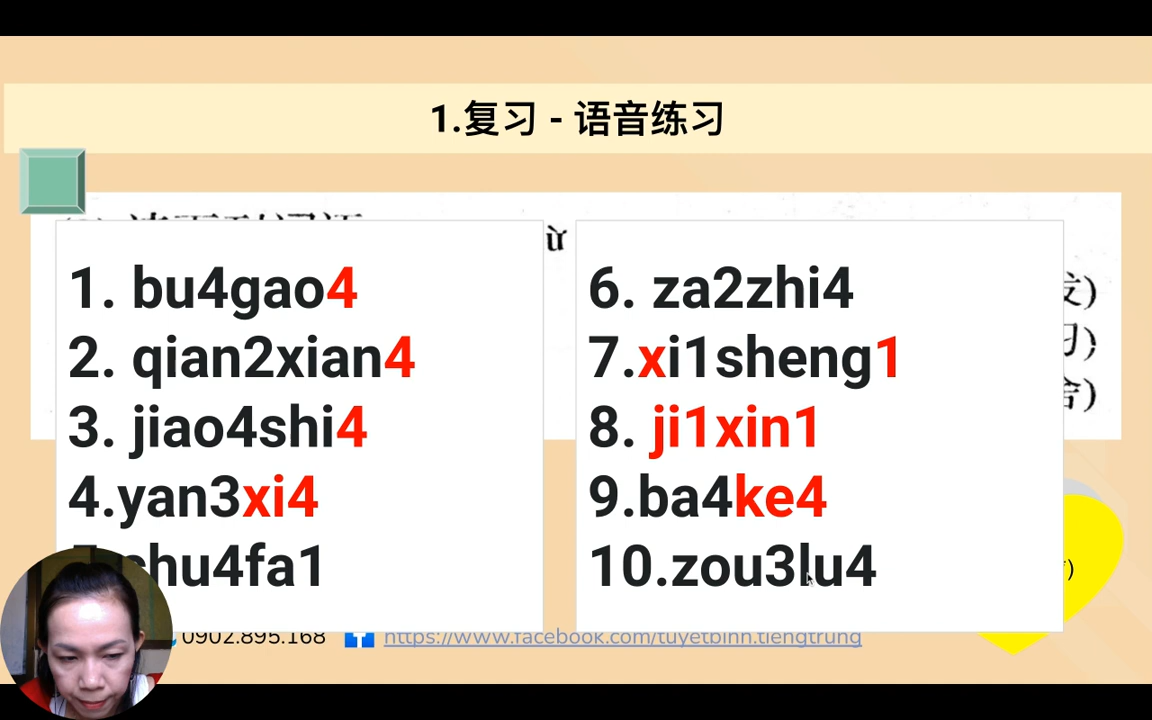 1.复习 - 语音练习
ừ
1. bu4gao4
2. qian2xian4
3. jiao4shi4
4.yan3xi4
chu4fa1
6. za2zhi4
7.xi1sheng1
8. ji1xin1
9.ba4ke4
10.zou3lu4
0902.895.168
https://www.facebook.com/tuyetbinh.tiengtrung